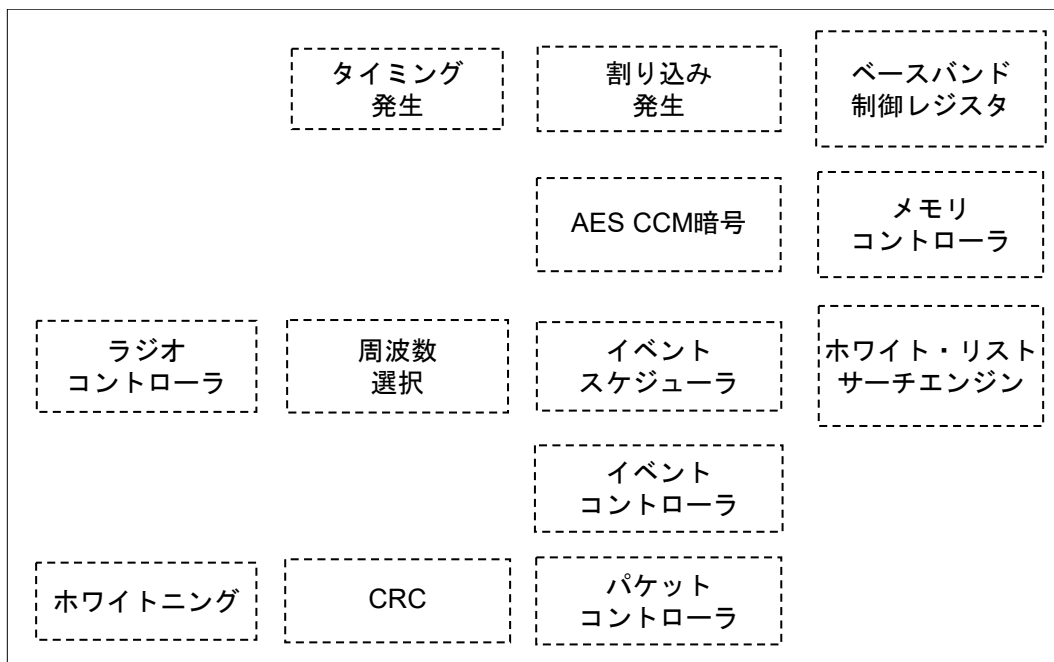 タイミング
発生
割り込み
発生
ベースバンド
制御レジスタ
AES CCM暗号
メモリ
コントローラ
ラジオ
コントローラ
周波数
選択
イベント
スケジューラ
ホワイト・リスト
サーチエンジン
イベント
コントローラ
ホワイトニング
CRC
パケット
コントローラ